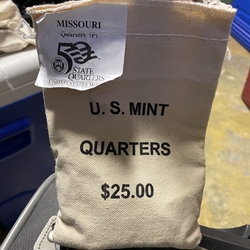 MISSOURI
Quarters (P)
50
STATE
QUARTERS
UNITED STATES MINT
U. S. MINT
QUARTERS
$25.00